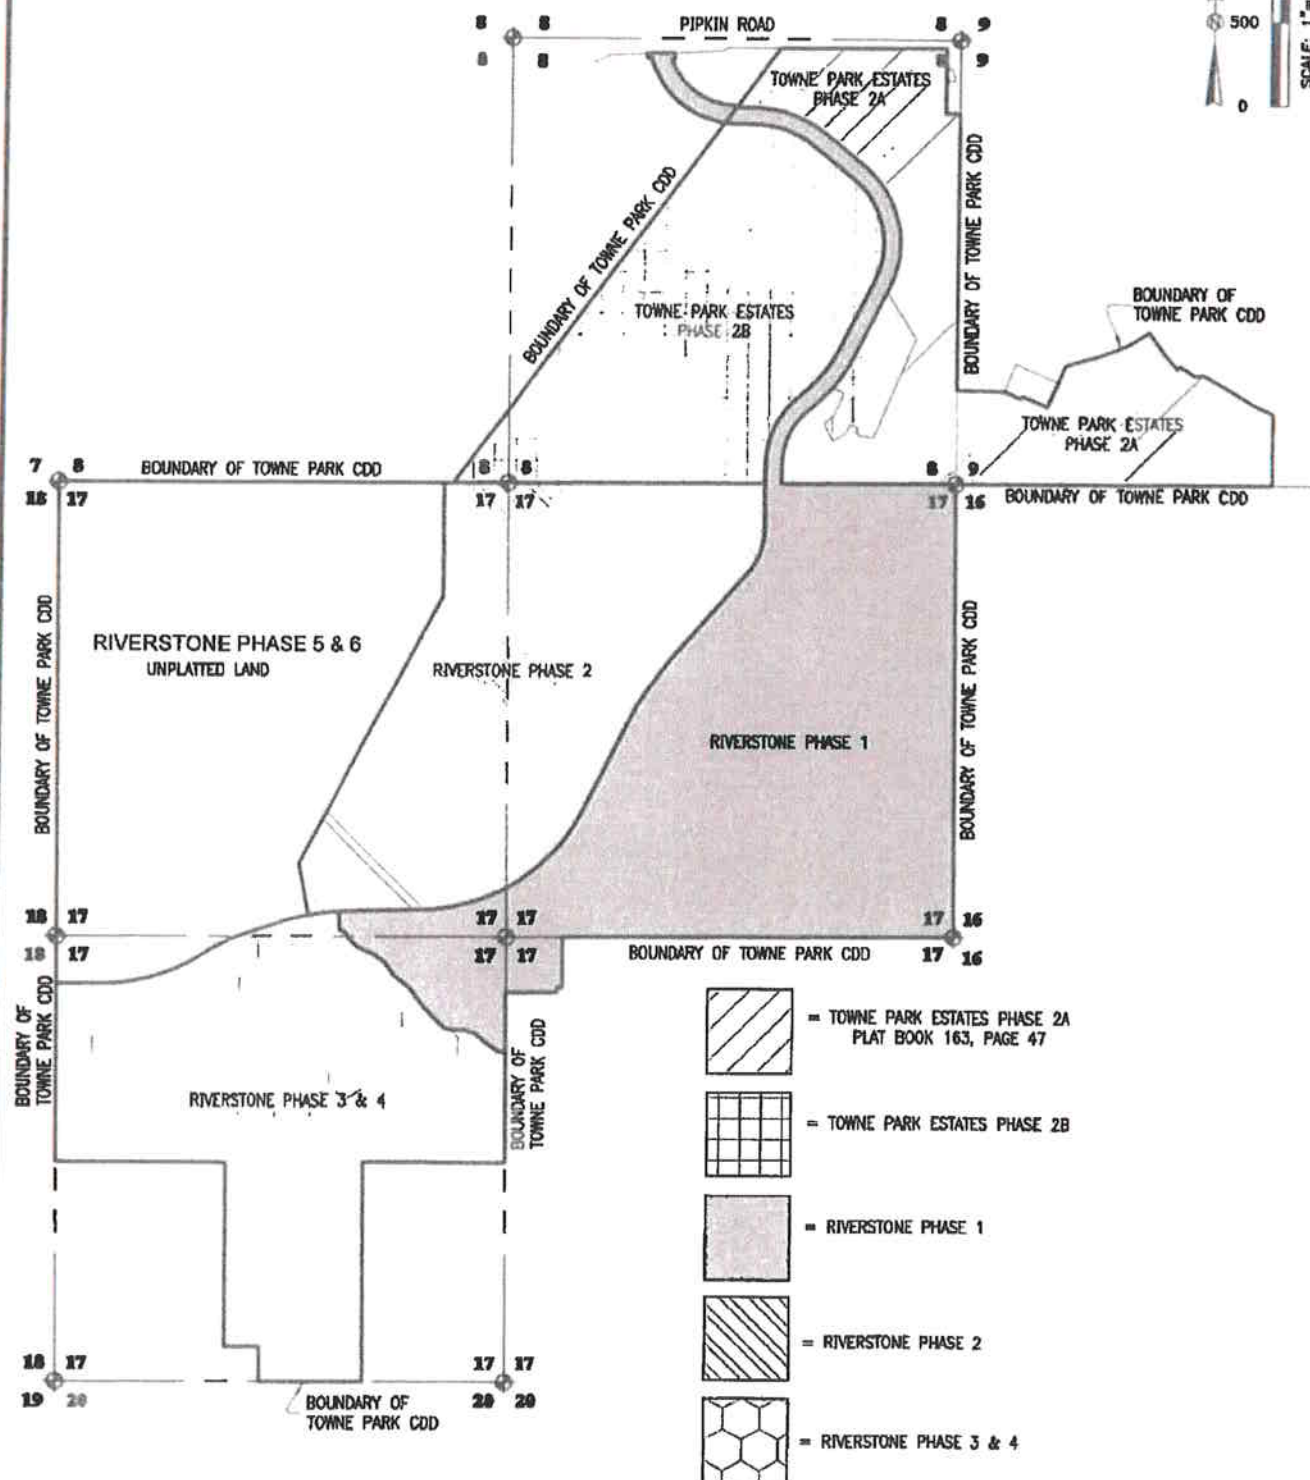 8 8 PIPKIN ROAD 8 9
8 8 8 9
500
0
SCALE: 1"=
TOWNE PARK ESTATES
PHASE 2A
BOUNDARY OF TOWNE PARK CDD
BOUNDARY OF TOWNE PARK CDD
TOWNE PARK ESTATES
PHASE 2B
BOUNDARY OF
TOWNE PARK CDD
TOWNE PARK ESTATES
PHASE 2A
7 8 BOUNDARY OF TOWNE PARK CDD 8 8 8 9
18 17 17 17 17 16 BOUNDARY OF TOWNE PARK CDD
BOUNDARY OF TOWNE PARK CDD
RIVERSTONE PHASE 5 & 6
UNPLATTED LAND
RIVERSTONE PHASE 2
RIVERSTONE PHASE 1
BOUNDARY OF TOWNE PARK CDD
18 17 17 17 17 16
18 17 17 17 BOUNDARY OF TOWNE PARK CDD 17 16
BOUNDARY OF
TOWNE PARK CDD
BOUNDARY OF
TOWNE PARK CDD
RIVERSTONE PHASE 3 & 4
= TOWNE PARK ESTATES PHASE 2A
PLAT BOOK 163, PAGE 47
= TOWNE PARK ESTATES PHASE 2B
= RIVERSTONE PHASE 1
= RIVERSTONE PHASE 2
= RIVERSTONE PHASE 3 & 4
18 17 17 17
19 20 20 20
BOUNDARY OF
TOWNE PARK CDD